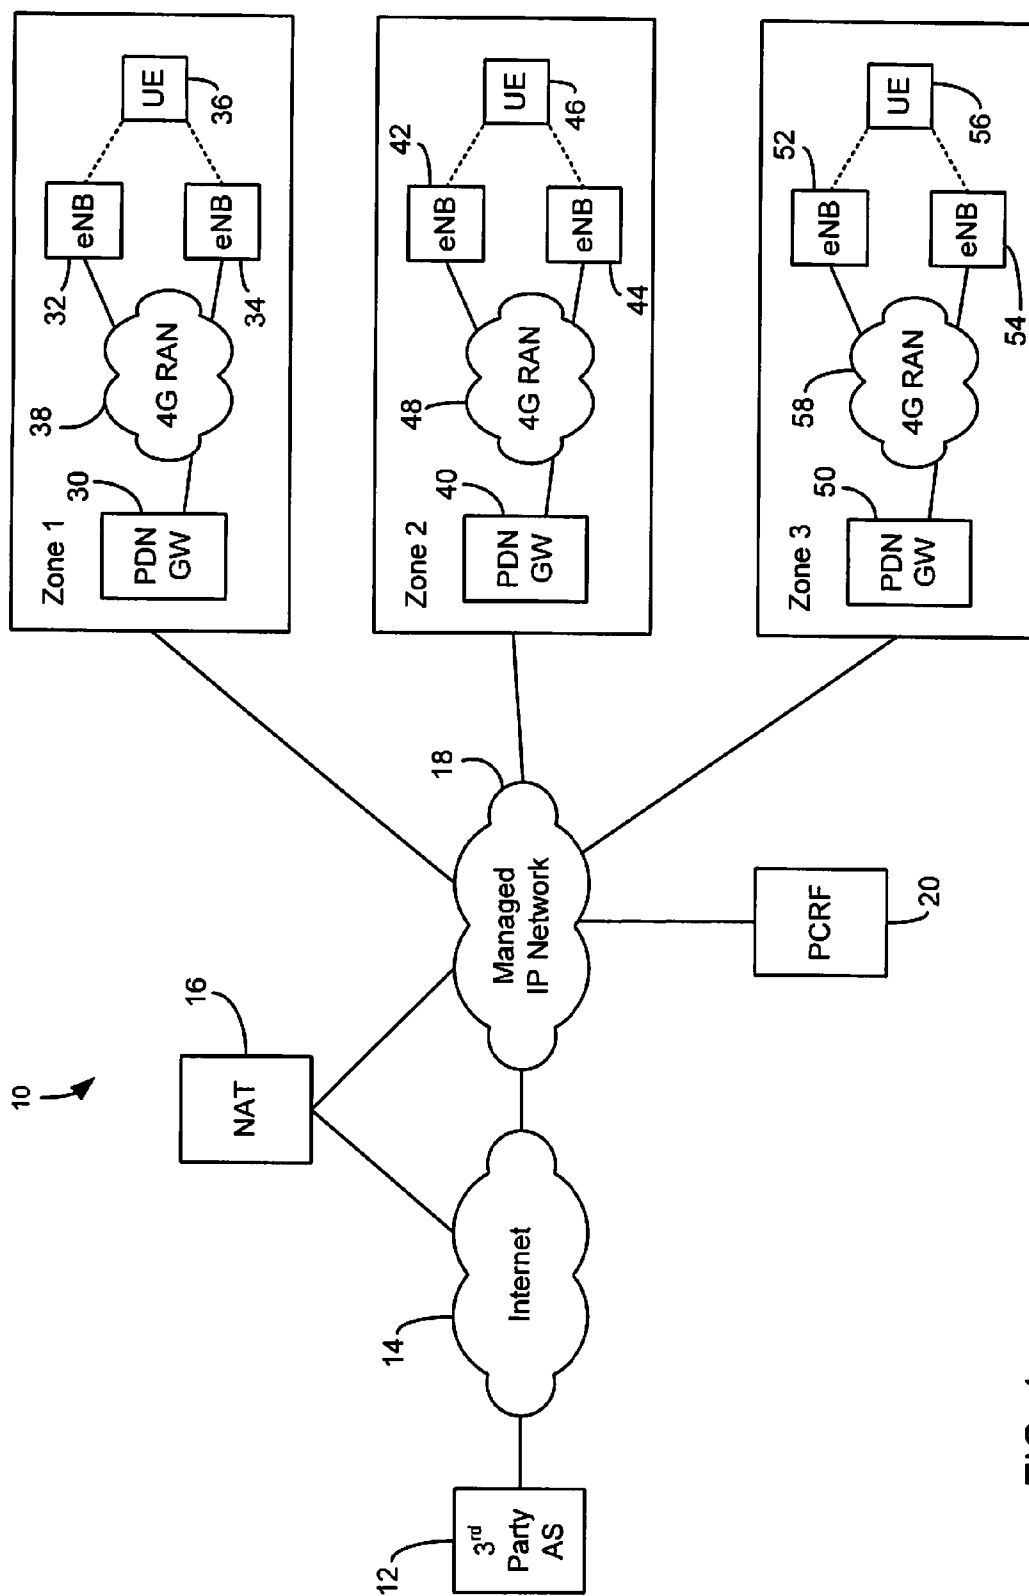 10
12
3rd
Party
AS
14
Internet
16
NAT
18
Managed
IP Network
20
PCRF
Zone 1
30
PDN
GW
38
4G RAN
32
eNB
34
eNB
36
UE
Zone 2
40
PDN
GW
48
4G RAN
42
eNB
44
eNB
46
UE
Zone 3
50
PDN
GW
58
4G RAN
52
eNB
54
eNB
56
UE